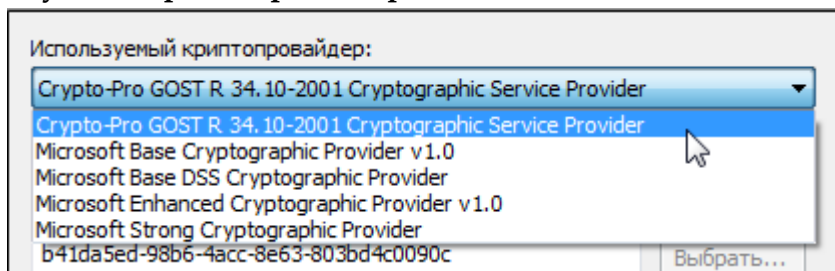 Используемый криптопровайдер:
Crypto-Pro GOST R 34.10-2001 Cryptographic Service Provider
Crypto-Pro GOST R 34.10-2001 Cryptographic Service Provider
Microsoft Base Cryptographic Provider v1.0
Microsoft Base DSS Cryptographic Provider
Microsoft Enhanced Cryptographic Provider v1.0
Microsoft Strong Cryptographic Provider
b41da5ed-98b6-4acc-8e63-803bd4c0090c Выбрать...